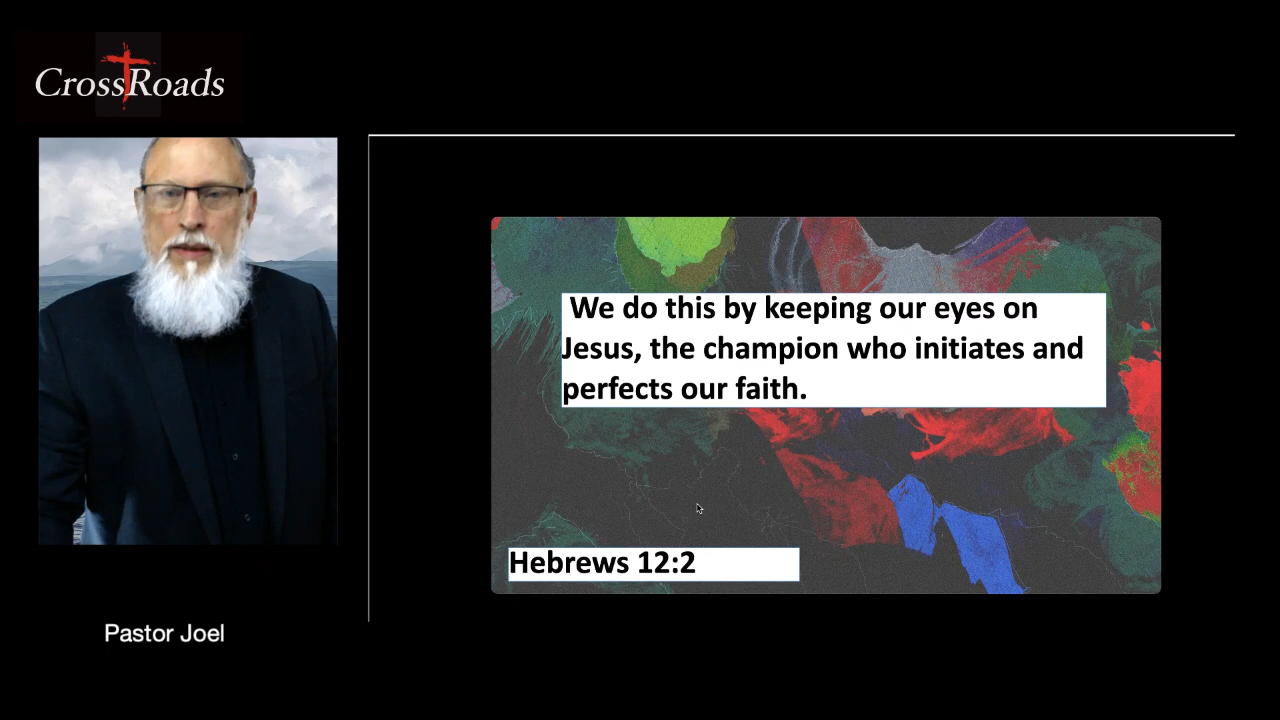 CrossRoads
We do this by keeping our eyes on
Jesus, the champion who initiates and
perfects our faith.
Hebrews 12:2
Pastor Joel